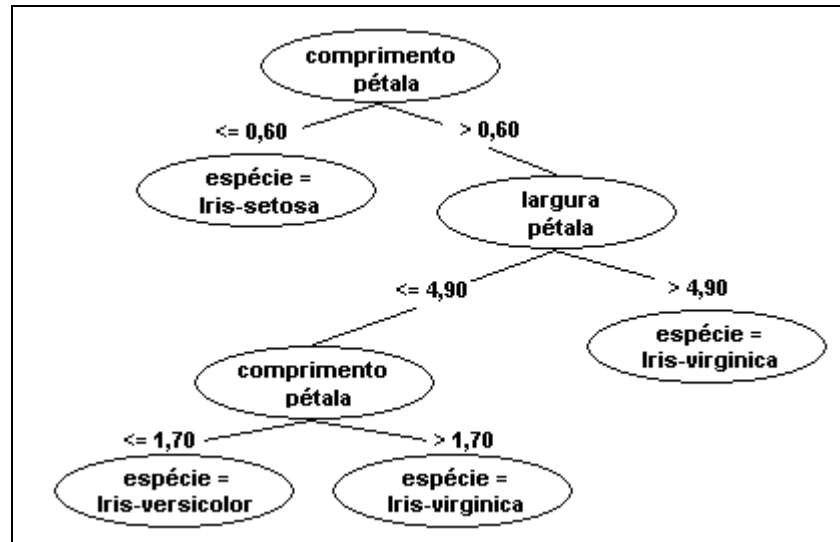 comprimento
pétala
<= 0,60
> 0,60
espécie =
Iris-setosa
largura
pétala
<= 4,90
> 4,90
espécie =
Iris-virginica
comprimento
pétala
<= 1,70
> 1,70
espécie =
Iris-versicolor
espécie =
Iris-virginica